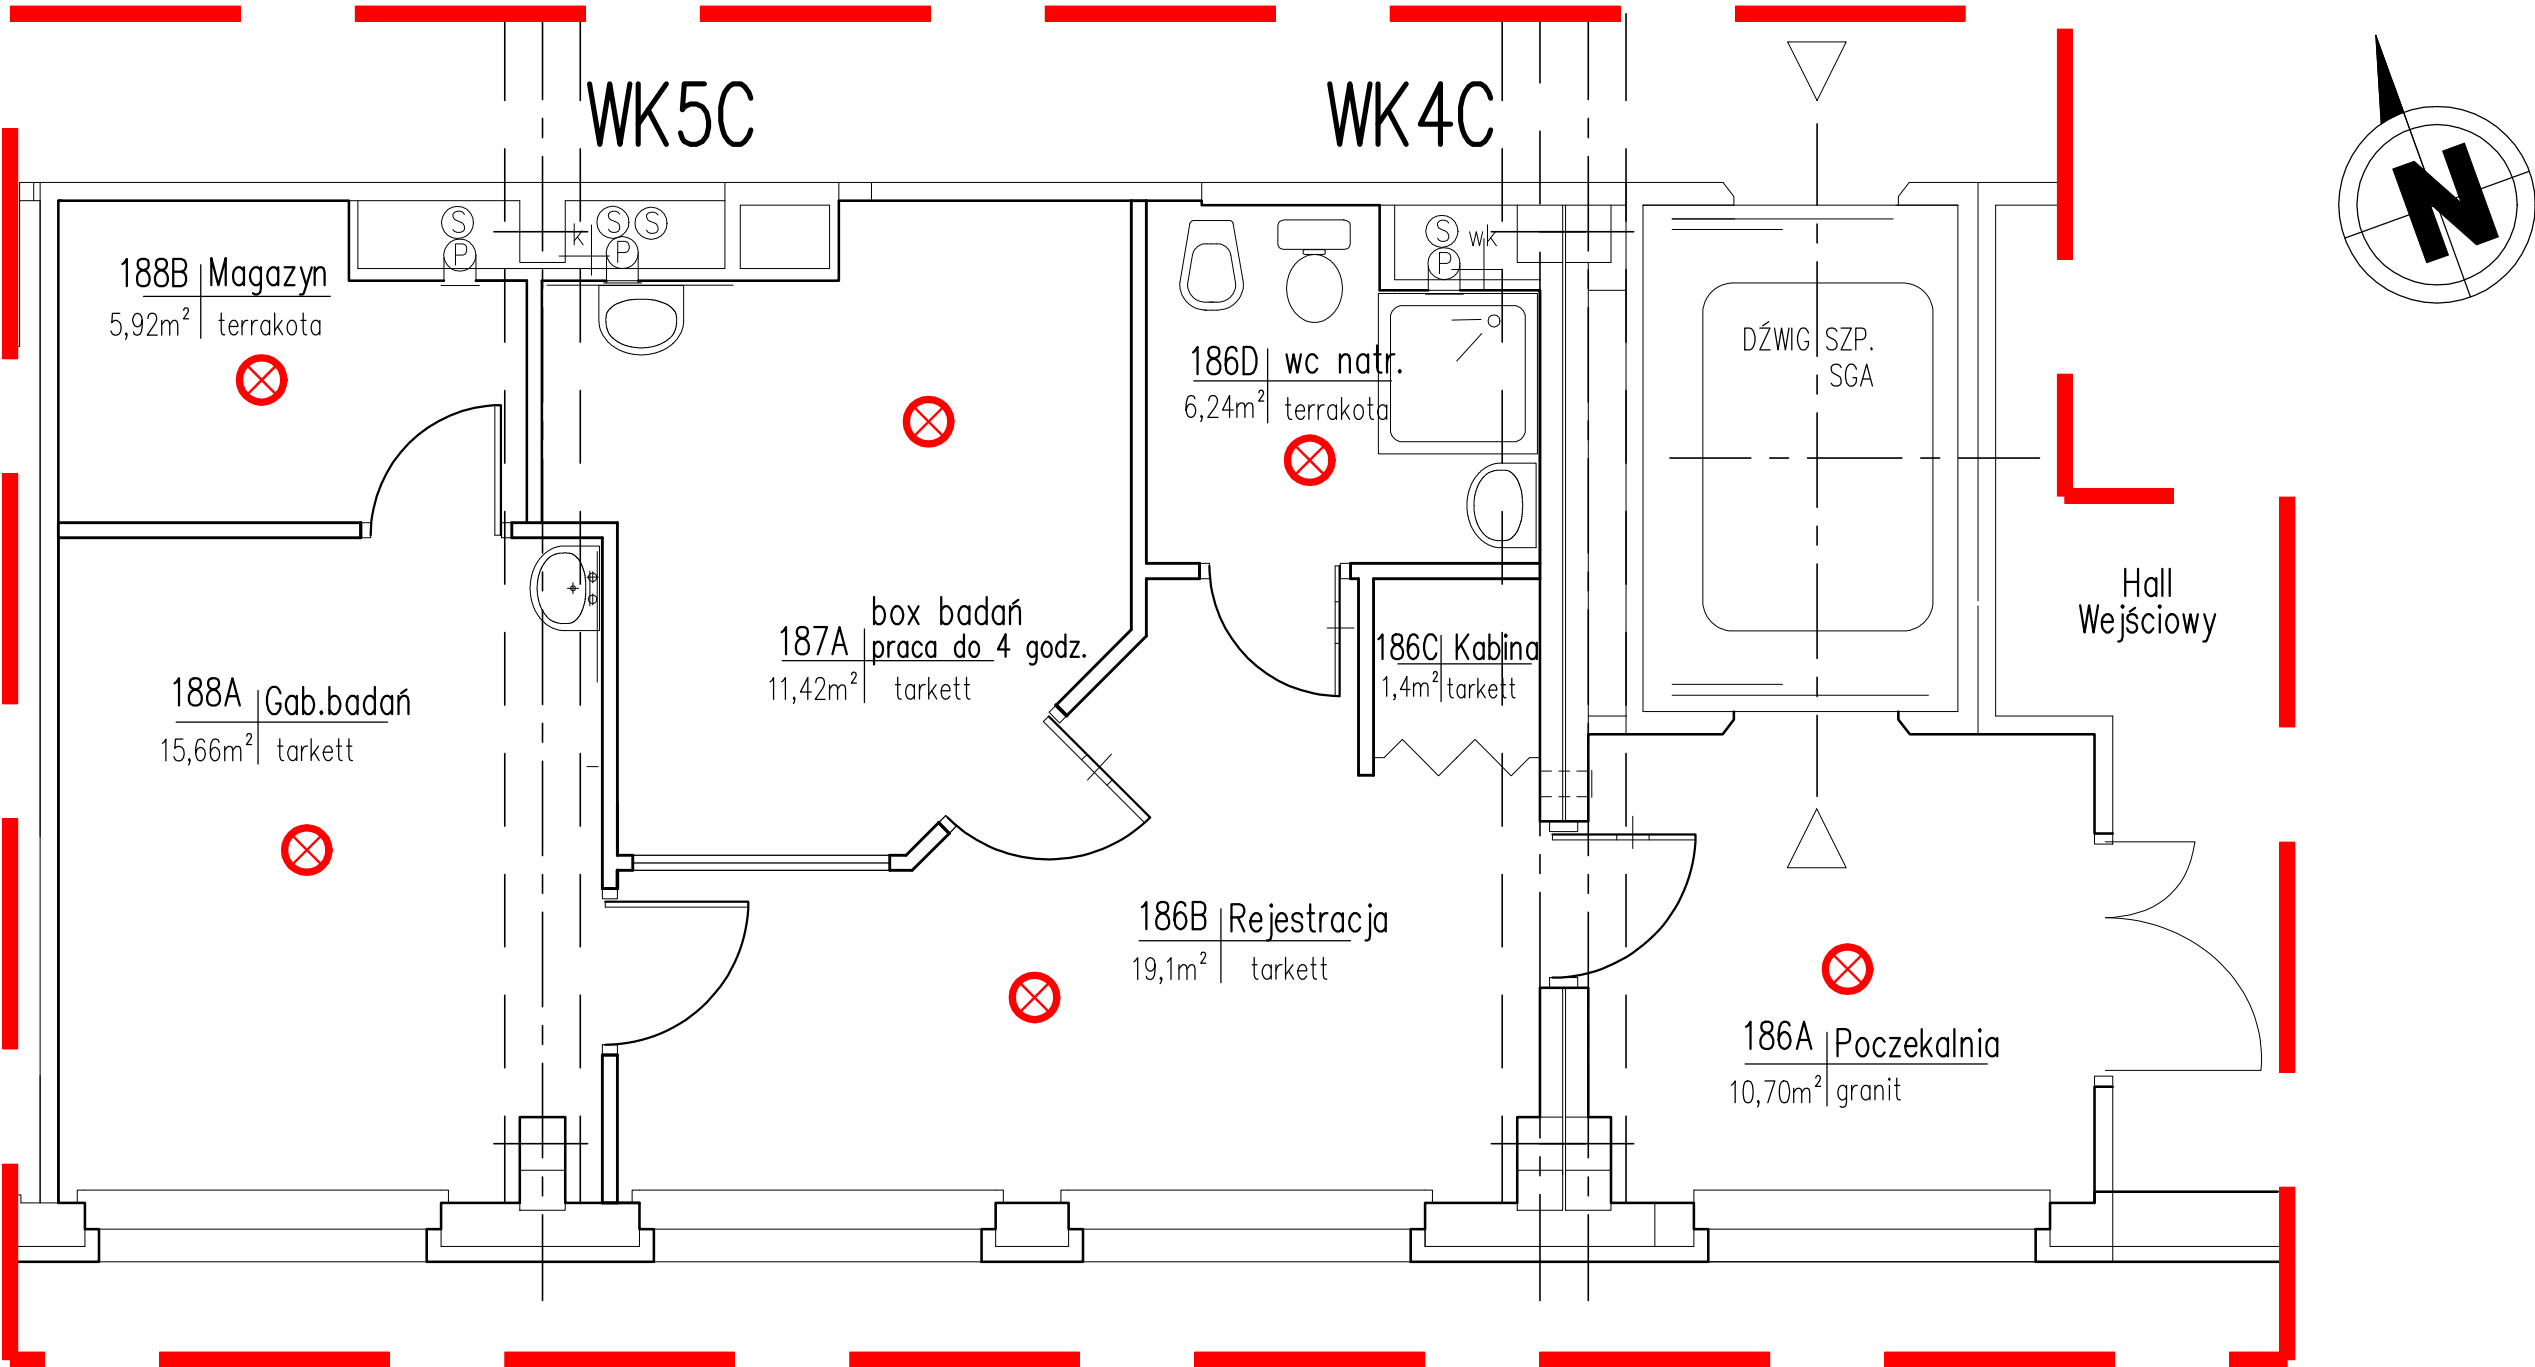 WK5C
WK4C
N
S
S S
K
P
P
S
WK
P
188B Magazyn
5,92m² terrakota
186D wc natr.
6,24m² terrakota
DŹWIG SZP.
SGA
Hall
Wejściowy
187A box badań
praca do 4 godz.
11,42m² tarkett
186C Kabina
1,4m² tarkett
188A Gab.badań
15,66m² tarkett
186B Rejestracja
19,1m² tarkett
186A Poczekalnia
10,70m² granit